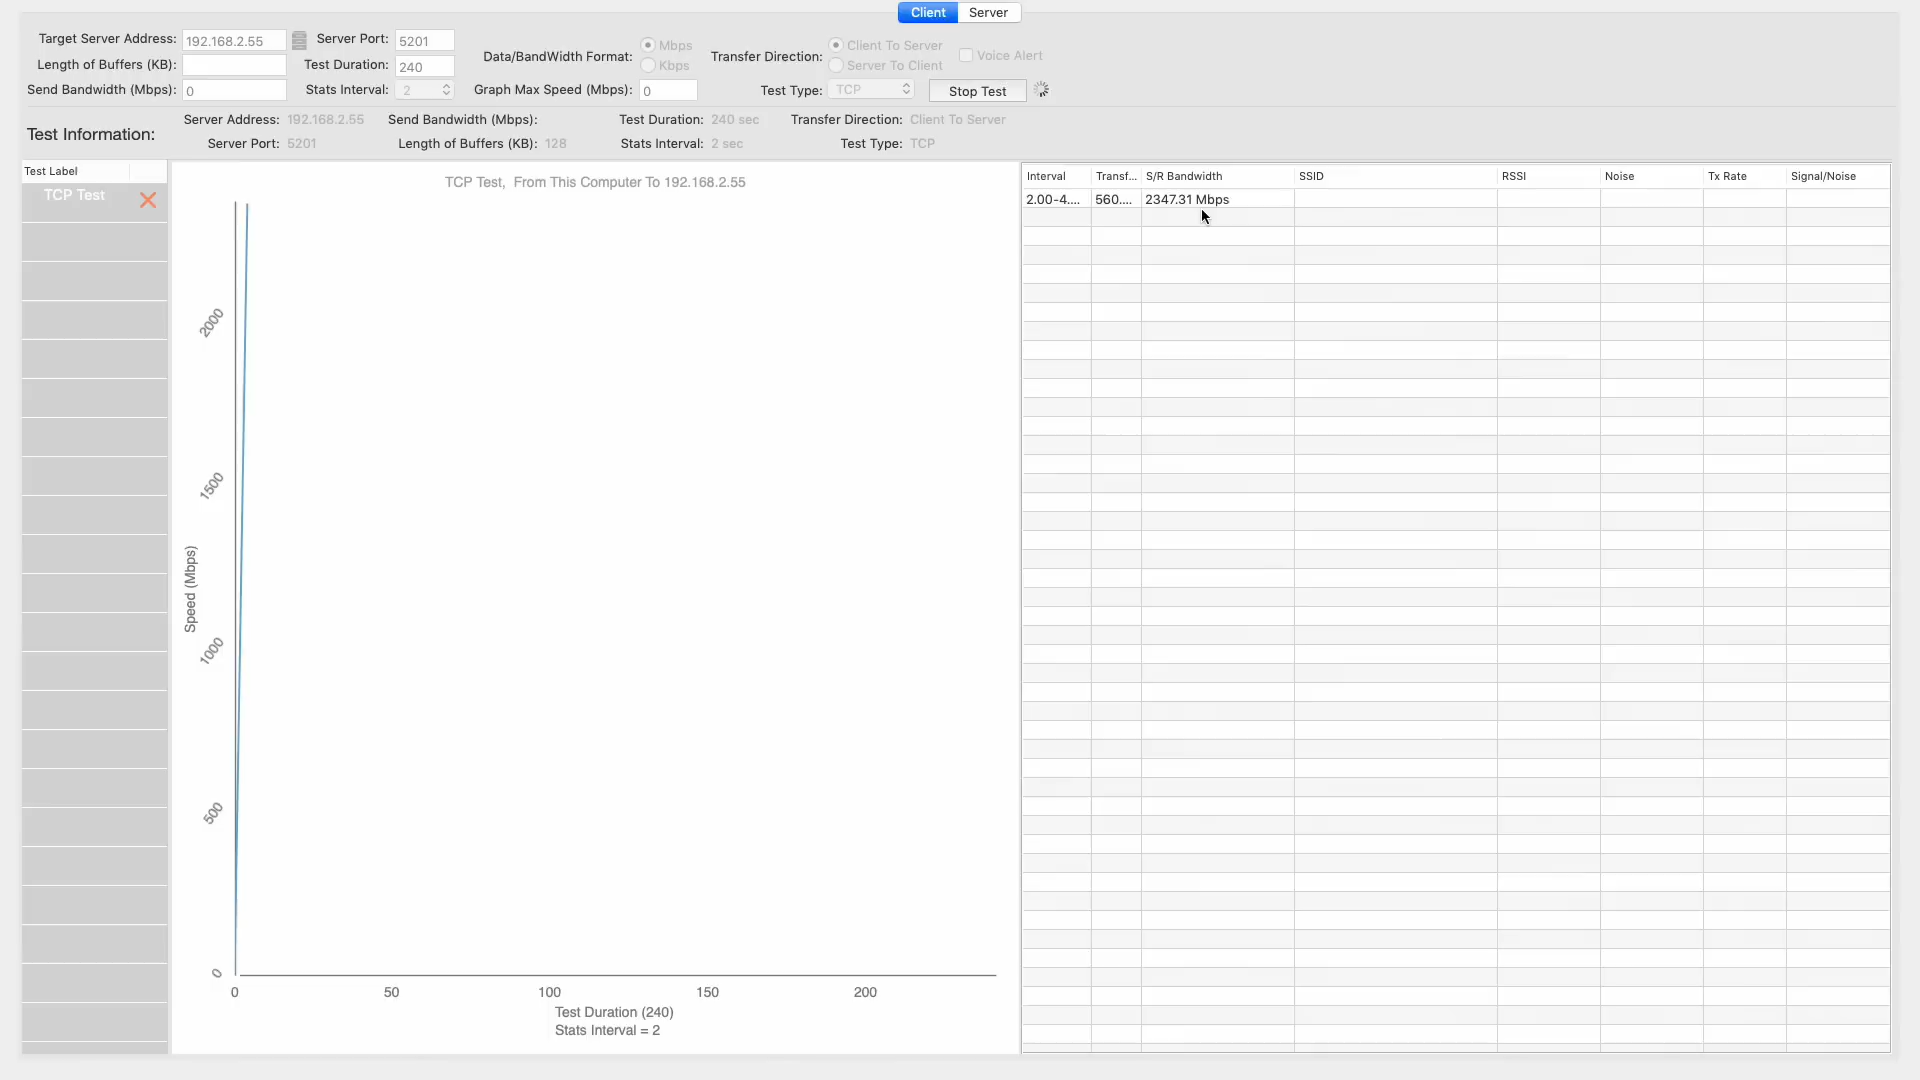 Client Server
Target Server Address: 192.168.2.55 Server Port: 5201
Length of Buffers (KB): Test Duration: 240
Send Bandwidth (Mbps): 0 Stats Interval: 2
Data/BandWidth Format: Mbps
Kbps
Graph Max Speed (Mbps): 0
Transfer Direction: Client To Server
Server To Client
Voice Alert
Test Type: TCP Stop Test
Test Information:
Server Address: 192.168.2.55 Send Bandwidth (Mbps): Test Duration: 240 sec Transfer Direction: Client To Server
Server Port: 5201 Length of Buffers (KB): 128 Stats Interval: 2 sec Test Type: TCP
Test Label
TCP Test
TCP Test, From This Computer To 192.168.2.55
2000
1500
1000
500
0
Speed (Mbps)
0 50 100 150 200
Test Duration (240)
Stats Interval = 2
Interval Transf... S/R Bandwidth SSID RSSI Noise Tx Rate Signal/Noise
2.00-4.... 560.... 2347.31 Mbps